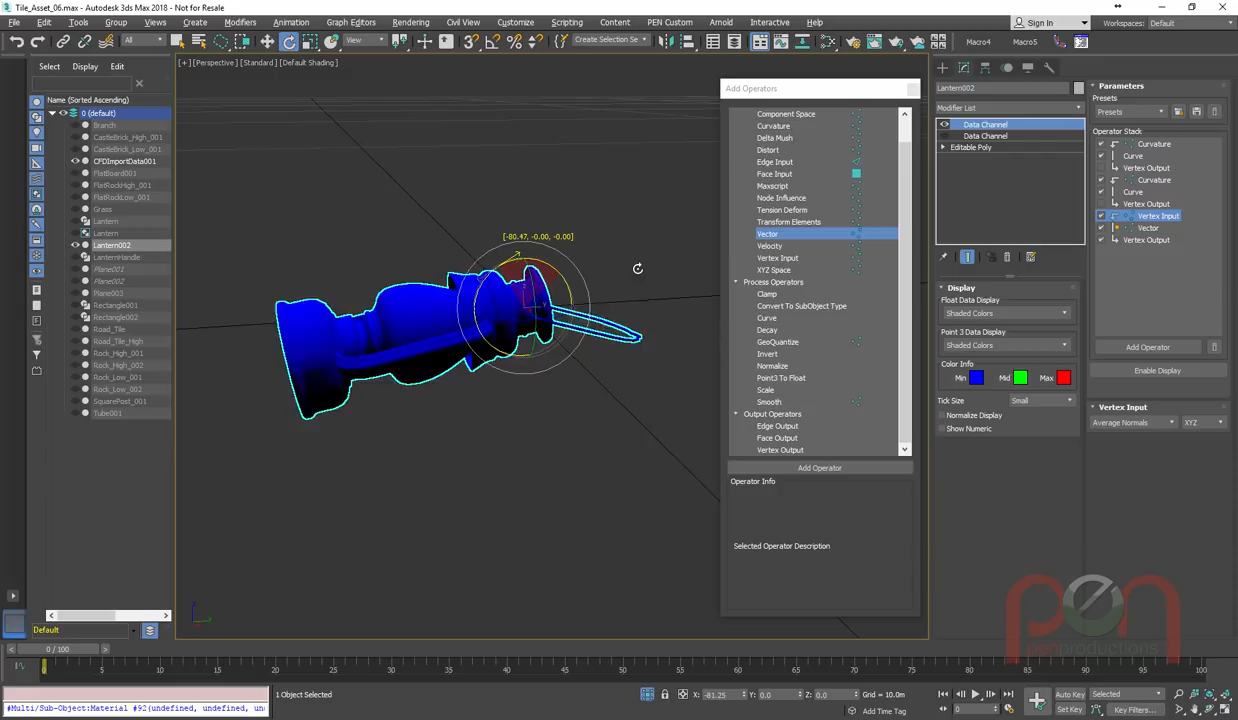 Tile_Asset_06.max - Autodesk 3ds Max 2018 - Not for Resale
File Edit Tools Group Views Create Modifiers Animation Graph Editors Rendering Civil View Customize Scripting Content PEN Custom Arnold Interactive Help
Sign In Workspaces: Default
All View Create Selection Se Macro4 Macro5
Select Display Edit
[+] [Perspective] [Standard] [Default Shading]
Name (Sorted Ascending)
0 (default)
Branch
CastleBrick_High_001
CastleBrick_Low_001
CFDImportData001
FlatBoard001
FlatRockHigh_001
FlatRockLow_001
Grass
Lantern
Lantern
Lantern002
LanternHandle
Plane001
Plane002
Plane003
Rectangle001
Rectangle002
Road_Tile
Road_Tile_High
Rock_High_001
Rock_High_002
Rock_Low_001
Rock_Low_002
SquarePost_001
Tube001
Default
[-80.47, -0.00, -0.00]
Add Operators
Component Space
Curvature
Delta Mush
Distort
Edge Input
Face Input
Maxscript
Node Influence
Tension Deform
Transform Elements
Vector
Velocity
Vertex Input
XYZ Space
Process Operators
Clamp
Convert To SubObject Type
Curve
Decay
GeoQuantize
Invert
Normalize
Point3 To Float
Scale
Smooth
Output Operators
Edge Output
Face Output
Vertex Output
Add Operator
Operator Info
Selected Operator Description
Lantern002
Modifier List
Data Channel
Data Channel
Editable Poly
Display
Float Data Display
Shaded Colors
Point 3 Data Display
Shaded Colors
Color Info
Min Mid Max
Tick Size Small
Normalize Display
Show Numeric
Parameters
Presets
Presets
Operator Stack
Curvature
Curve
Vertex Output
Curvature
Curve
Vertex Output
Vertex Input
Vector
Vertex Output
Add Operator
Enable Display
Vertex Input
Average Normals XYZ
pen
penproductions
0 / 100
0 5 10 15 20 25 30 35 40 45 50 55 60 65 70 75 80 85 90 95 100
1 Object Selected
X: -81.25 Y: 0.0 Z: 0.0 Grid = 10.0m
Auto Key Selected
#Multi/Sub-Object:Material #92(undefined, undefined, un
Add Time Tag
0
Set Key Key Filters...